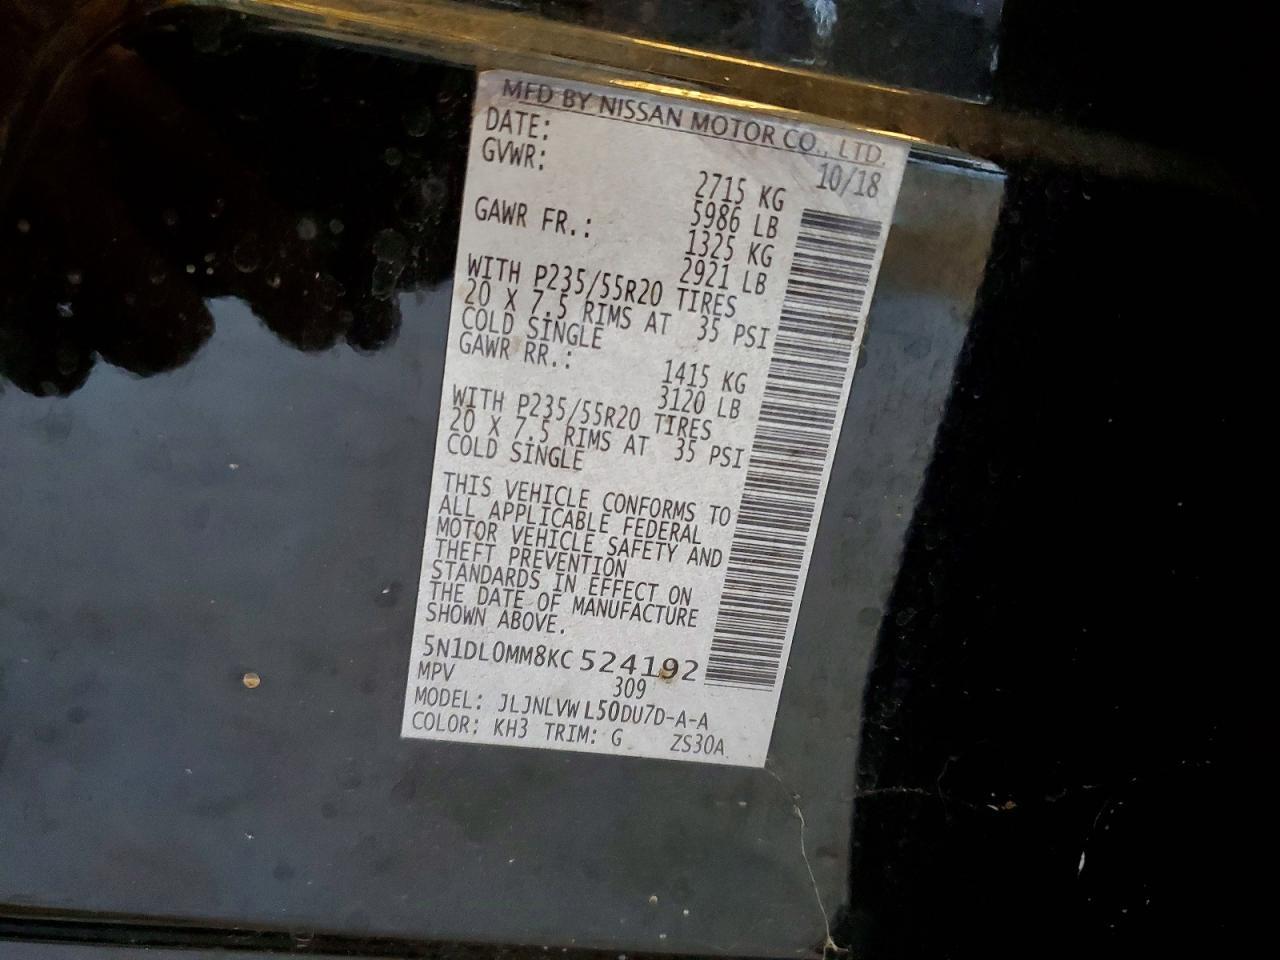 MFD BY NISSAN MOTOR CO., LTD.
DATE: 10/18
GVWR: 2715 KG
5986 LB
GAWR FR.: 1325 KG
2921 LB
WITH P235/55R20 TIRES
20 X 7.5 RIMS AT 35 PSI
COLD SINGLE
GAWR RR.: 1415 KG
3120 LB
WITH P235/55R20 TIRES
20 X 7.5 RIMS AT 35 PSI
COLD SINGLE
THIS VEHICLE CONFORMS TO
ALL APPLICABLE FEDERAL
MOTOR VEHICLE SAFETY AND
THEFT PREVENTION
STANDARDS IN EFFECT ON
THE DATE OF MANUFACTURE
SHOWN ABOVE.
5N1DL0MM8KC524192
MPV 309
MODEL: JLJNLVWL50DU7D-A-A
COLOR: KH3 TRIM: G ZS30A